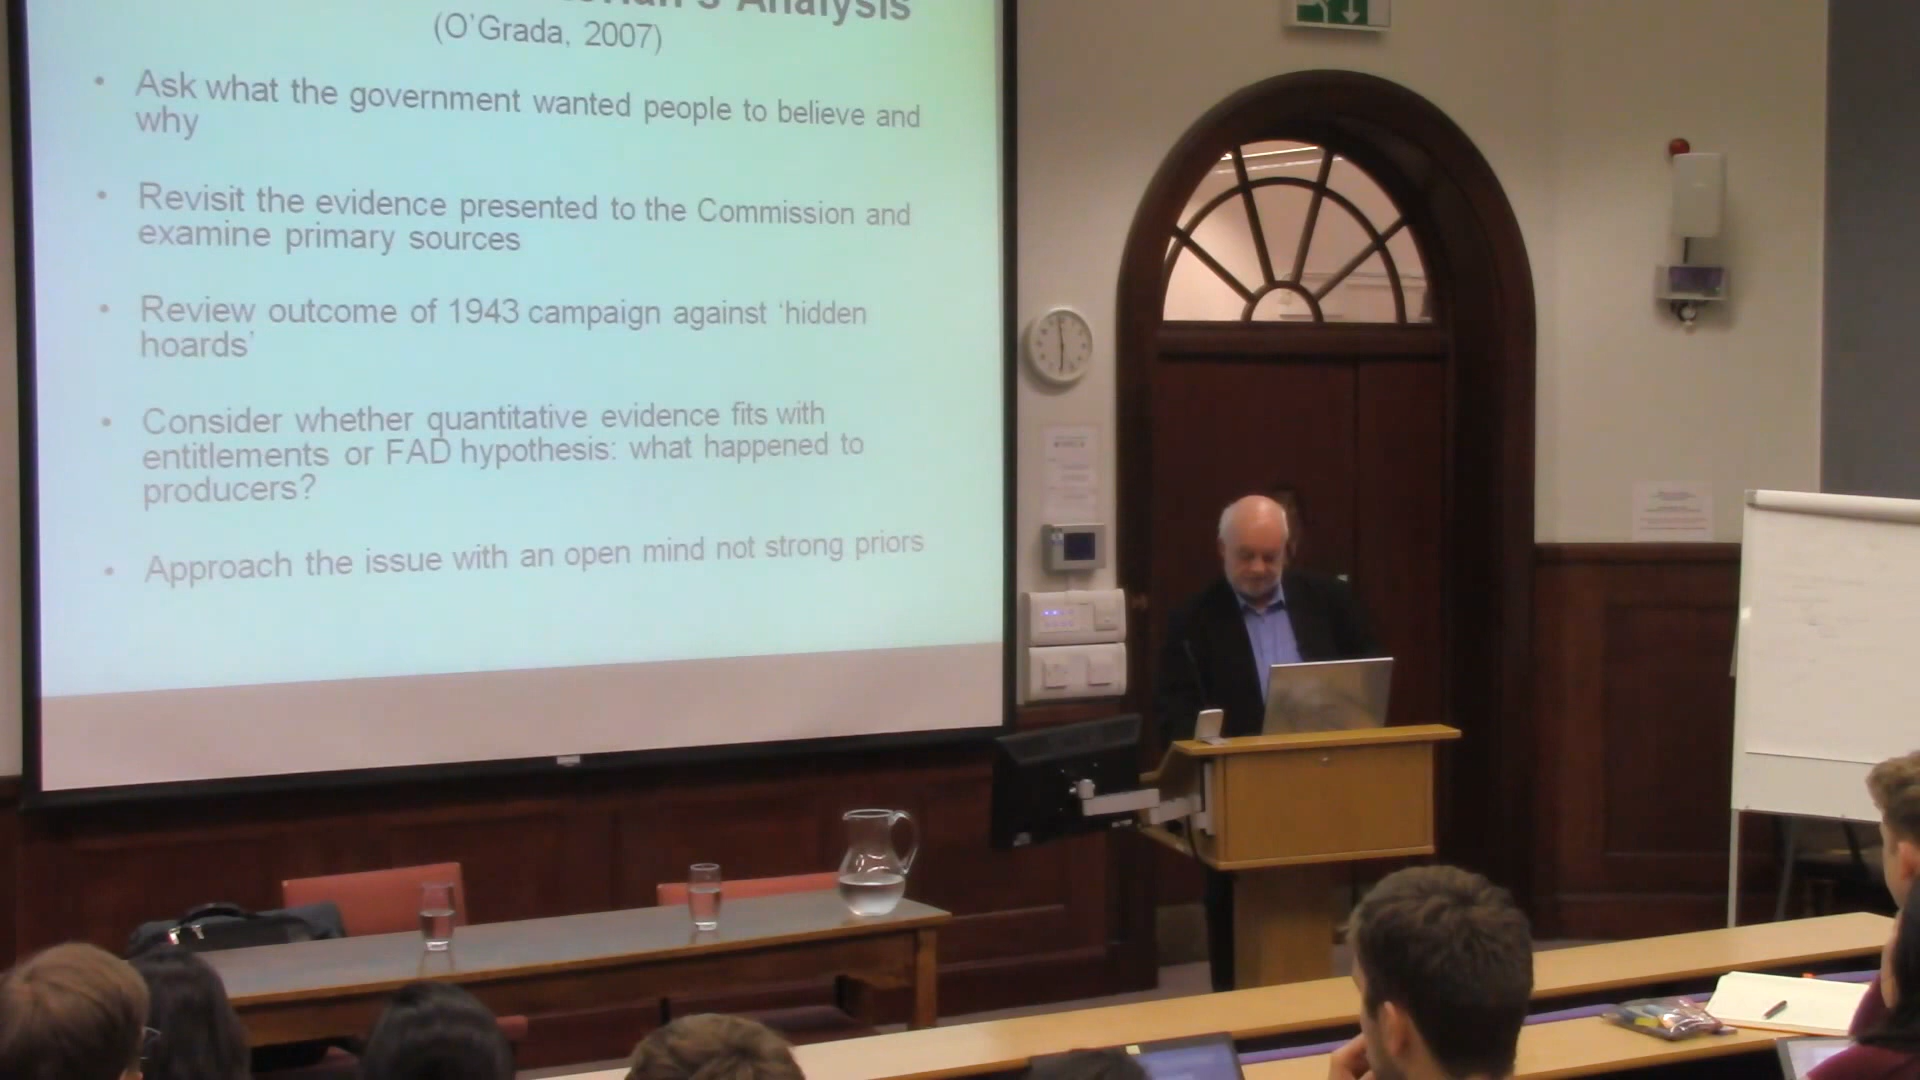 Analysis
(O'Grada, 2007)
• Ask what the government wanted people to believe and
why
• Revisit the evidence presented to the Commission and
examine primary sources
• Review outcome of 1943 campaign against 'hidden
hoards'
• Consider whether quantitative evidence fits with
entitlements or FAD hypothesis: what happened to
producers?
• Approach the issue with an open mind not strong priors